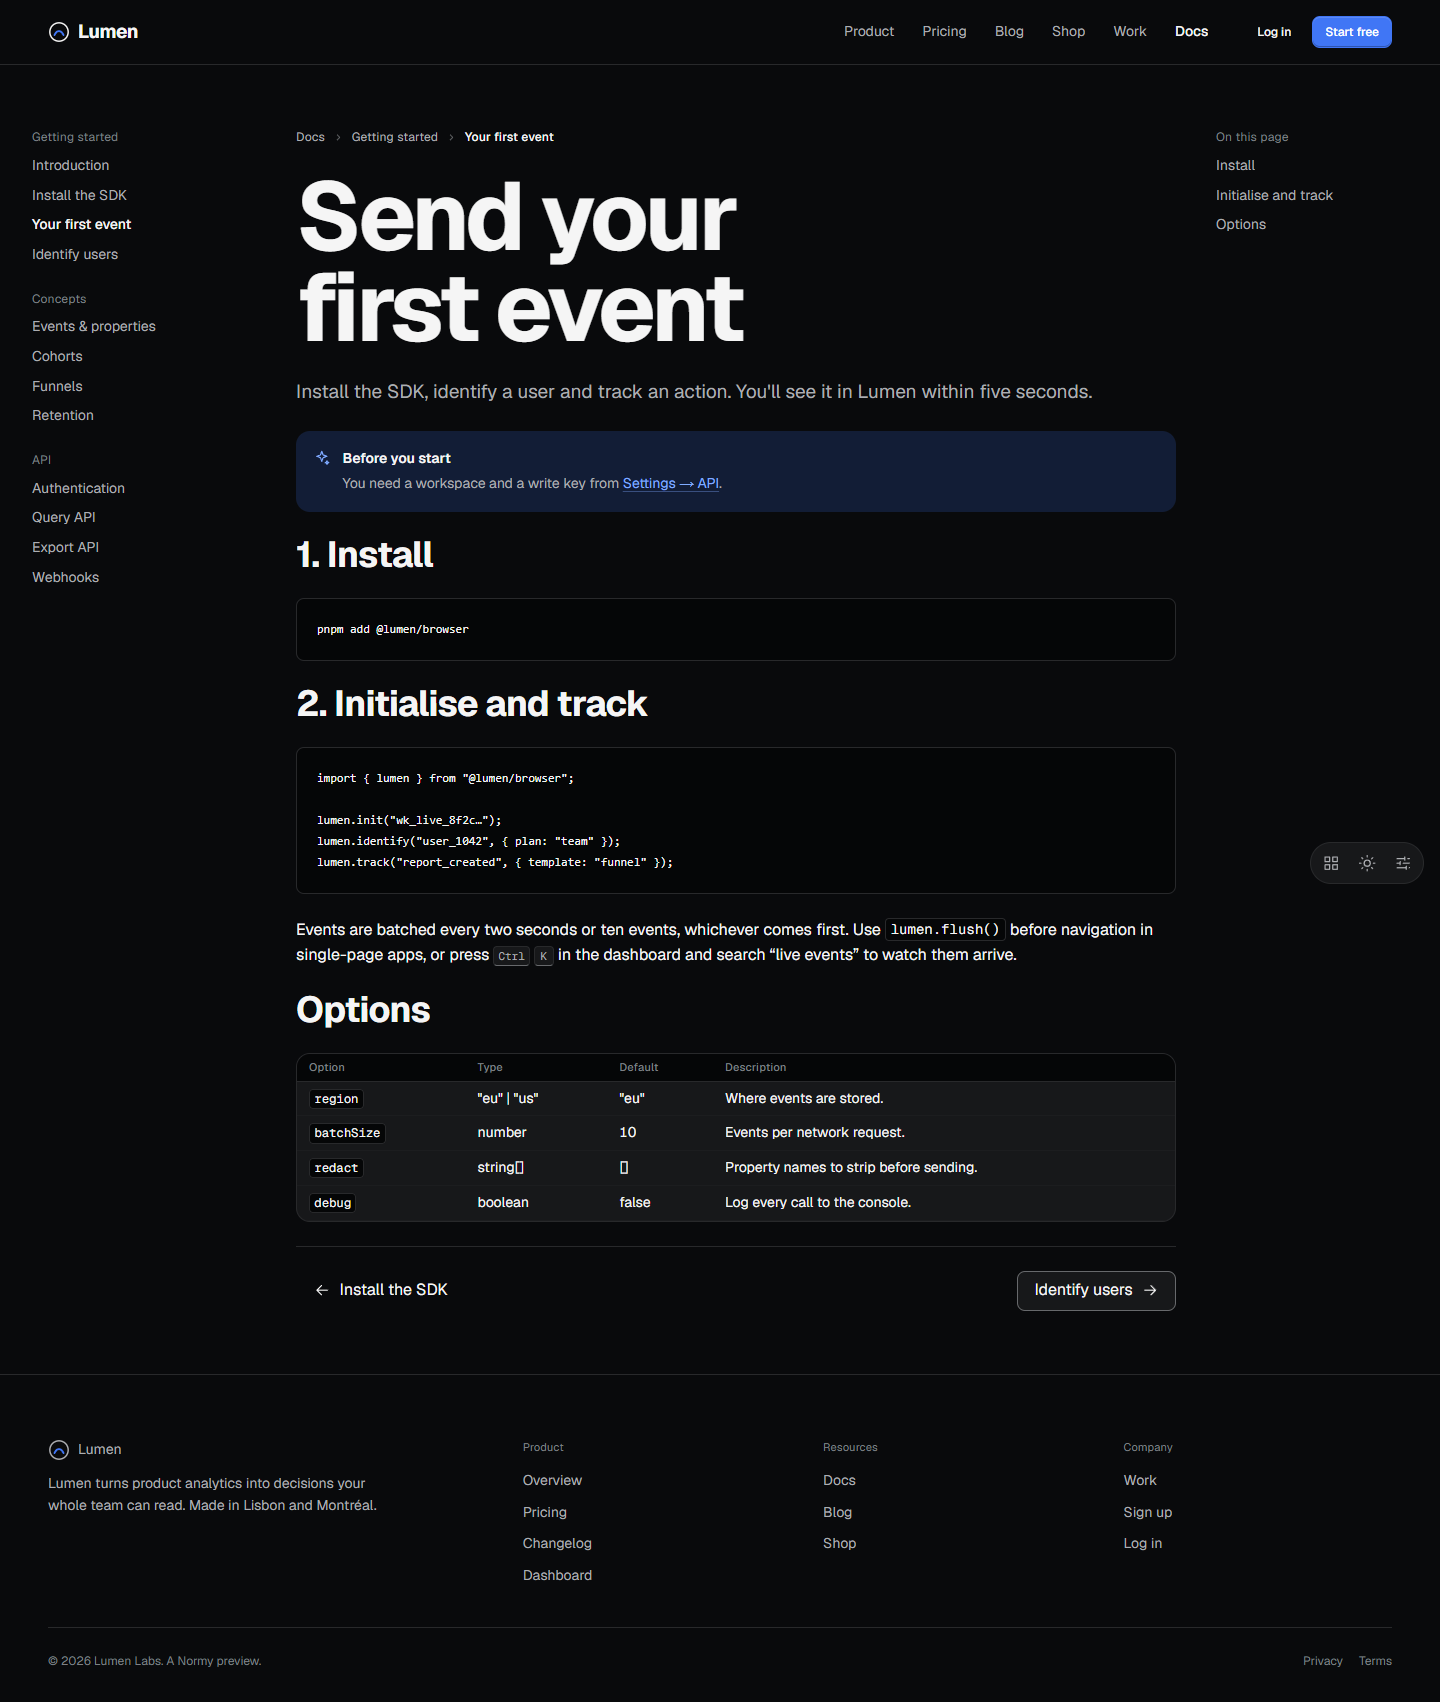 Lumen
Product
Pricing
Blog
Shop
Work
Docs
Log in
Start free
Getting started
Introduction
Install the SDK
Your first event
Identify users
Concepts
Events & properties
Cohorts
Funnels
Retention
API
Authentication
Query API
Export API
Webhooks
Docs › Getting started › Your first event
Send your
first event
Install the SDK, identify a user and track an action. You'll see it in Lumen within five seconds.
Before you start
You need a workspace and a write key from Settings → API.
1. Install
pnpm add @lumen/browser
2. Initialise and track
import { lumen } from "@lumen/browser";
lumen.init("wk_live_8f2c…");
lumen.identify("user_1042", { plan: "team" });
lumen.track("report_created", { template: "funnel" });
Events are batched every two seconds or ten events, whichever comes first. Use lumen.flush() before navigation in
single-page apps, or press Ctrl K in the dashboard and search “live events” to watch them arrive.
Options
Option Type Default Description
region "eu" | "us" "eu" Where events are stored.
batchSize number 10 Events per network request.
redact string[] [] Property names to strip before sending.
debug boolean false Log every call to the console.
← Install the SDK
Identify users →
On this page
Install
Initialise and track
Options
Lumen
Lumen turns product analytics into decisions your
whole team can read. Made in Lisbon and Montréal.
Product
Overview
Pricing
Changelog
Dashboard
Resources
Docs
Blog
Shop
Company
Work
Sign up
Log in
© 2026 Lumen Labs. A Normy preview.
Privacy
Terms